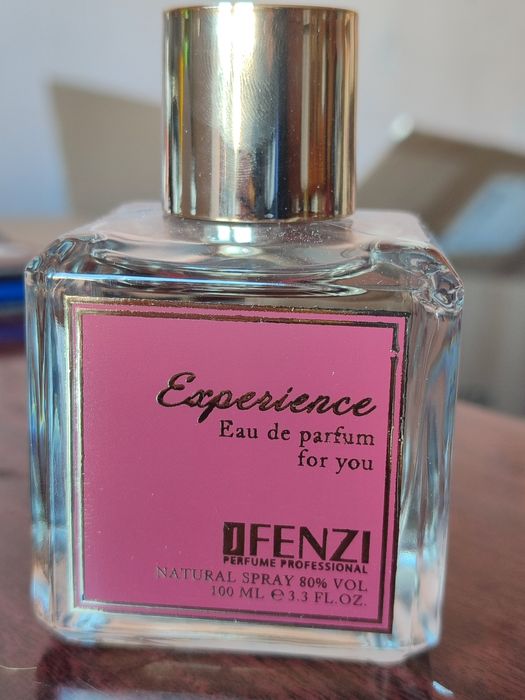 Experience
Eau de parfum
for you
JFENZI
PERFUME PROFESSIONAL
NATURAL SPRAY 80% VOL
100 ML ℮ 3.3 FL.OZ.